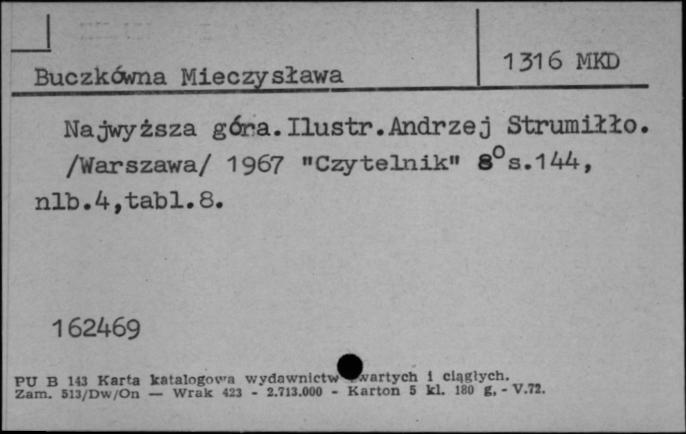 1316 MKD
Buczkówna Mieczysława
Najwyższa góra.Ilustr.Andrzej Strumiłło.
/Warszawa/ 1967 "Czytelnik" 8⁰s.144,
nlb.4,tabl.8.
162469
PU B 143 Karta katalogowa wydawnictw wartych i ciągłych.
Zam. 513/Dw/On — Wrak 423 - 2.713.000 - Karton 5 kl. 180 g, - V.72.